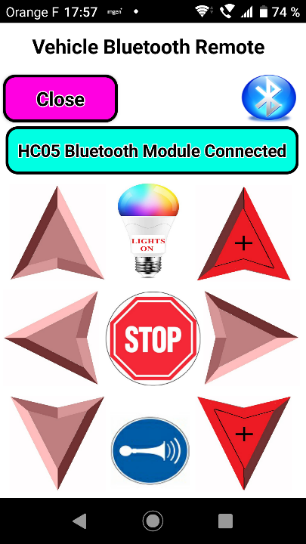 Orange F 17:57 74 %
Vehicle Bluetooth Remote
Close
HC05 Bluetooth Module Connected
LIGHTS
ON
+
STOP
+